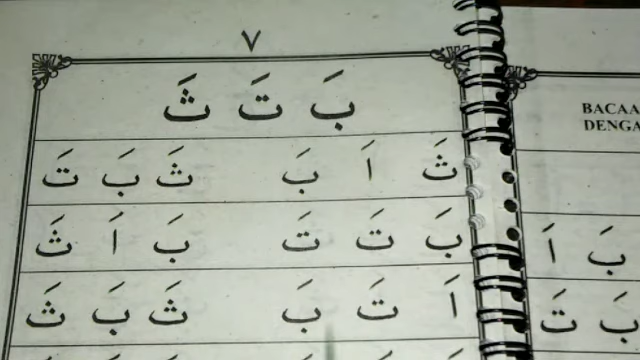 ٧
بَ تَ ثَ
ثَ اَ بَ ثَ بَ تَ
بَ تَ تَ بَ اَ ثَ
اَ تَ بَ ثَ بَ ثَ
بَ اَ
بَ تَ